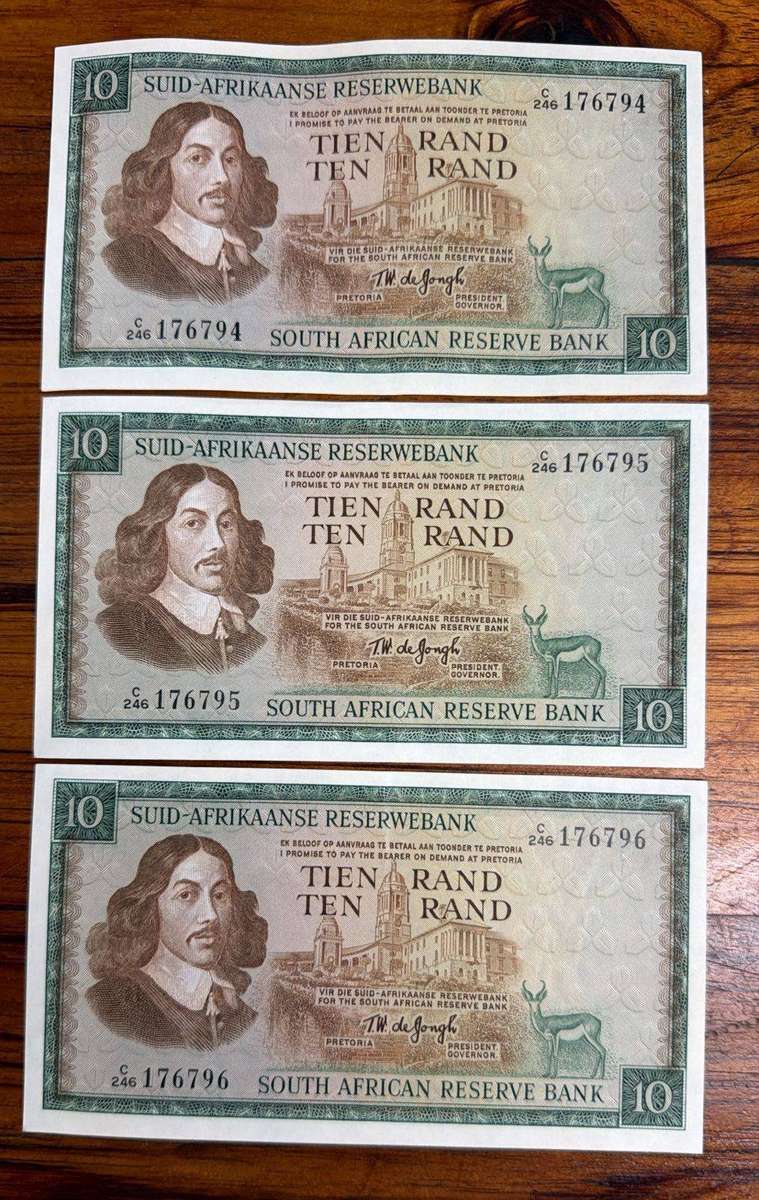 10 SUID-AFRIKAANSE RESERWEBANK C/246 176794
EK BELOOF OP AANVRAAG TE BETAAL AAN TOONDER TE PRETORIA
I PROMISE TO PAY THE BEARER ON DEMAND AT PRETORIA
TIEN RAND
TEN RAND
VIR DIE SUID-AFRIKAANSE RESERWEBANK
FOR THE SOUTH AFRICAN RESERVE BANK
T.W. de Jongh
PRETORIA PRESIDENT.
GOVERNOR.
C/246 176794 SOUTH AFRICAN RESERVE BANK 10
10 SUID-AFRIKAANSE RESERWEBANK C/246 176795
EK BELOOF OP AANVRAAG TE BETAAL AAN TOONDER TE PRETORIA
I PROMISE TO PAY THE BEARER ON DEMAND AT PRETORIA
TIEN RAND
TEN RAND
VIR DIE SUID-AFRIKAANSE RESERWEBANK
FOR THE SOUTH AFRICAN RESERVE BANK
T.W. de Jongh
PRETORIA PRESIDENT.
GOVERNOR.
C/246 176795 SOUTH AFRICAN RESERVE BANK 10
10 SUID-AFRIKAANSE RESERWEBANK C/246 176796
EK BELOOF OP AANVRAAG TE BETAAL AAN TOONDER TE PRETORIA
I PROMISE TO PAY THE BEARER ON DEMAND AT PRETORIA
TIEN RAND
TEN RAND
VIR DIE SUID-AFRIKAANSE RESERWEBANK
FOR THE SOUTH AFRICAN RESERVE BANK
T.W. de Jongh
PRETORIA PRESIDENT.
GOVERNOR.
C/246 176796 SOUTH AFRICAN RESERVE BANK 10